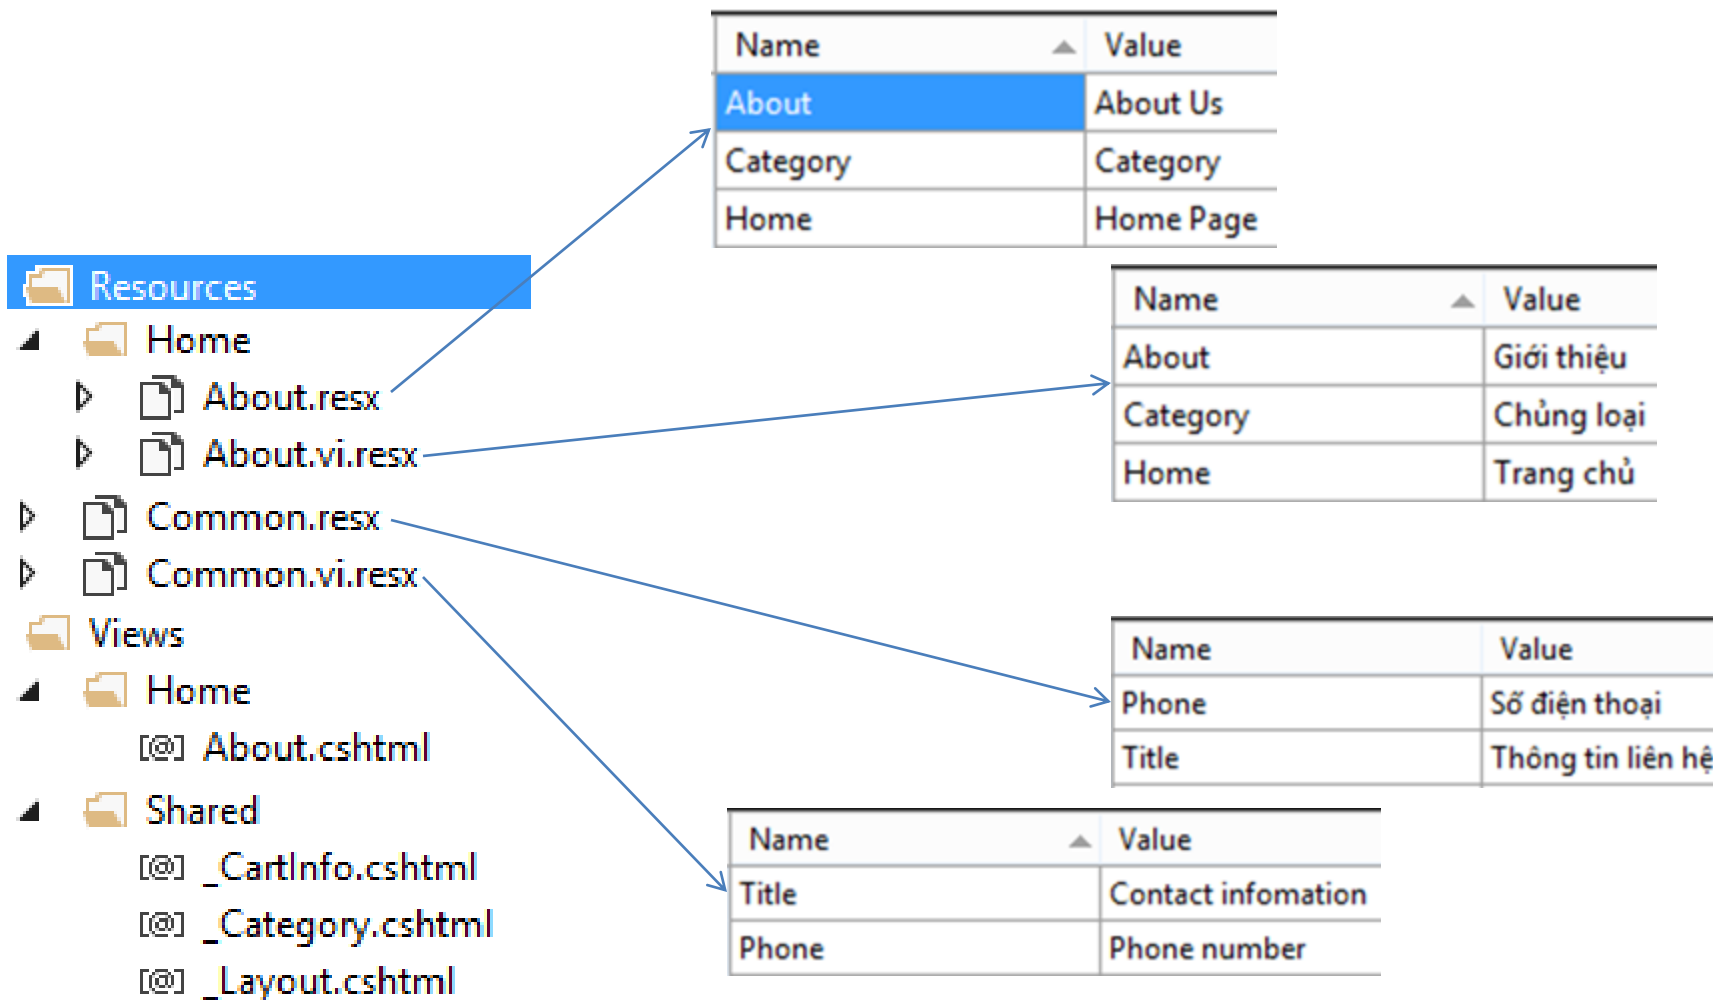 Resources
Home
About.resx
About.vi.resx
Common.resx
Common.vi.resx
Views
Home
[@] About.cshtml
Shared
[@] _CartInfo.cshtml
[@] _Category.cshtml
[@] _Layout.cshtml
Name Value
About About Us
Category Category
Home Home Page
Name Value
About Giới thiệu
Category Chủng loại
Home Trang chủ
Name Value
Phone Số điện thoại
Title Thông tin liên hệ
Name Value
Title Contact infomation
Phone Phone number